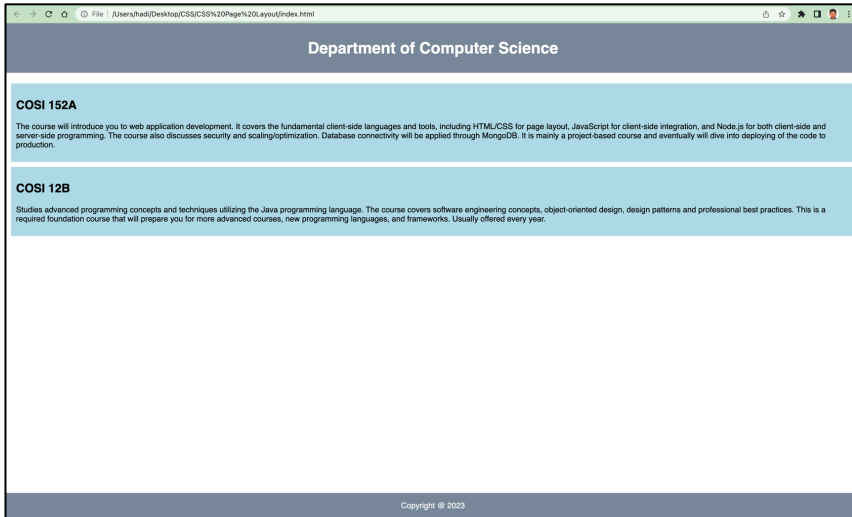 File | /Users/hadi/Desktop/CSS/CSS%20Page%20Layout/index.html
Department of Computer Science
COSI 152A
The course will introduce you to web application development. It covers the fundamental client-side languages and tools, including HTML/CSS for page layout, JavaScript for client-side integration, and Node.js for both client-side and
server-side programming. The course also discusses security and scaling/optimization. Database connectivity will be applied through MongoDB. It is mainly a project-based course and eventually will dive into deploying of the code to
production.
COSI 12B
Studies advanced programming concepts and techniques utilizing the Java programming language. The course covers software engineering concepts, object-oriented design, design patterns and professional best practices. This is a
required foundation course that will prepare you for more advanced courses, new programming languages, and frameworks. Usually offered every year.
Copyright @ 2023